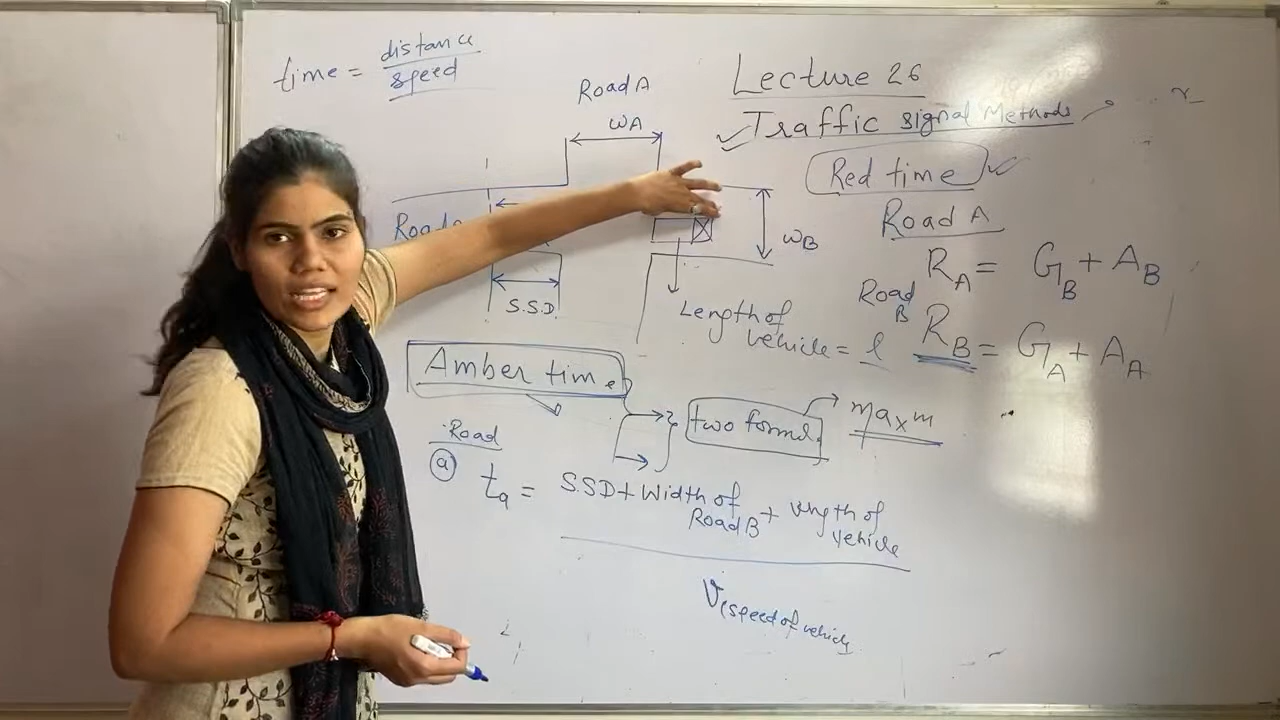 time = distance
speed
Lecture 26
Road A
WA
Traffic signal Methods
Red time
Road
Road A
WB
RA = GB + AB
S.S.D
Length of
vehicle = l
Road
B
RB = GA + AA
Amber time
two forml.
maxm
Road
a
ta = S.S.D + Width of
Road B + length of
vehicle
V(speed of vehicle